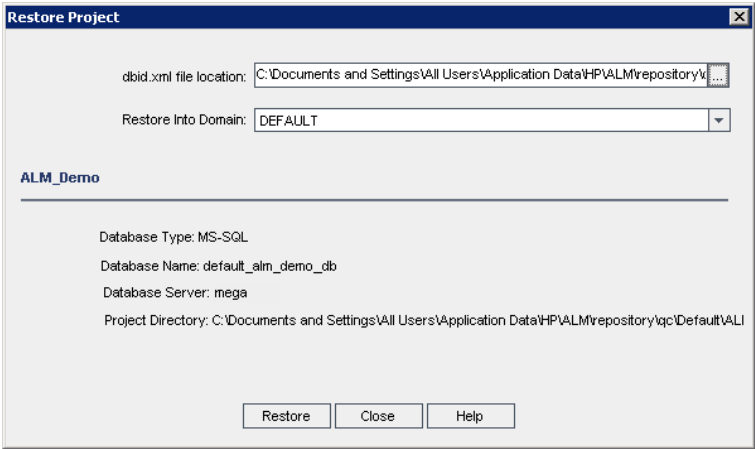 Restore Project
dbid.xml file location: C:\Documents and Settings\All Users\Application Data\HP\ALM\repository\ ...
Restore Into Domain: DEFAULT
ALM_Demo
Database Type: MS-SQL
Database Name: default_alm_demo_db
Database Server: mega
Project Directory: C:\Documents and Settings\All Users\Application Data\HP\ALM\repository\qc\Default\AL
Restore Close Help